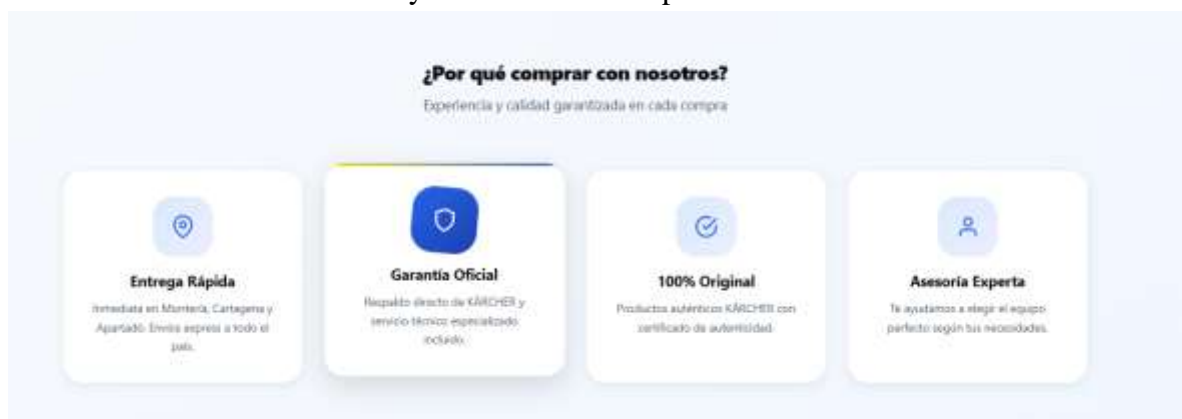 ¿Por qué comprar con nosotros?
Experiencia y calidad garantizada en cada compra
Entrega Rápida
Inmediata en Montería, Cartagena y
Apartadó. Envíos express a todo el
país.
Garantía Oficial
Respaldo directo de KÄRCHER y
servicio técnico especializado
incluido.
100% Original
Productos auténticos KÄRCHER con
certificado de autenticidad.
Asesoría Experta
Te ayudamos a elegir el equipo
perfecto según tus necesidades.